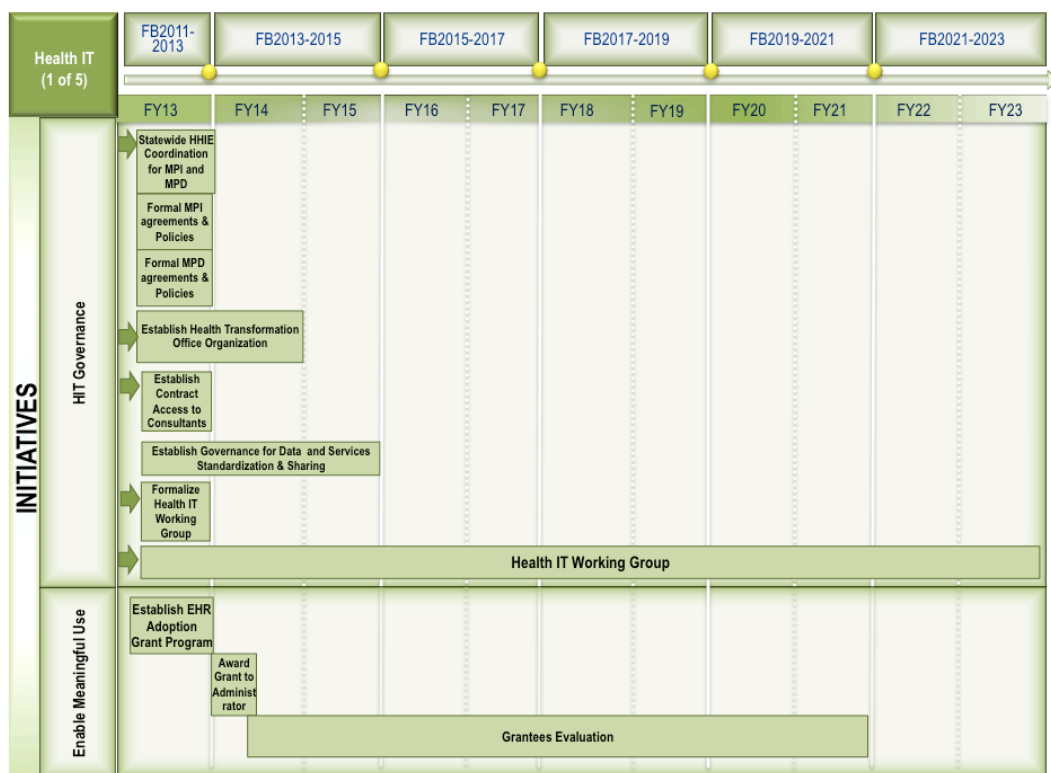 Health IT
(1 of 5)
FB2011-
2013
FB2013-2015
FB2015-2017
FB2017-2019
FB2019-2021
FB2021-2023
FY13
FY14
FY15
FY16
FY17
FY18
FY19
FY20
FY21
FY22
FY23
INITIATIVES
HIT Governance
Statewide HHIE
Coordination
for MPI and
MPD
Formal MPI
agreements &
Policies
Formal MPD
agreements &
Policies
Establish Health Transformation
Office Organization
Establish
Contract
Access to
Consultants
Establish Governance for Data and Services
Standardization & Sharing
Formalize
Health IT
Working
Group
Health IT Working Group
Enable Meaningful Use
Establish EHR
Adoption
Grant Program
Award
Grant to
Administ
rator
Grantees Evaluation